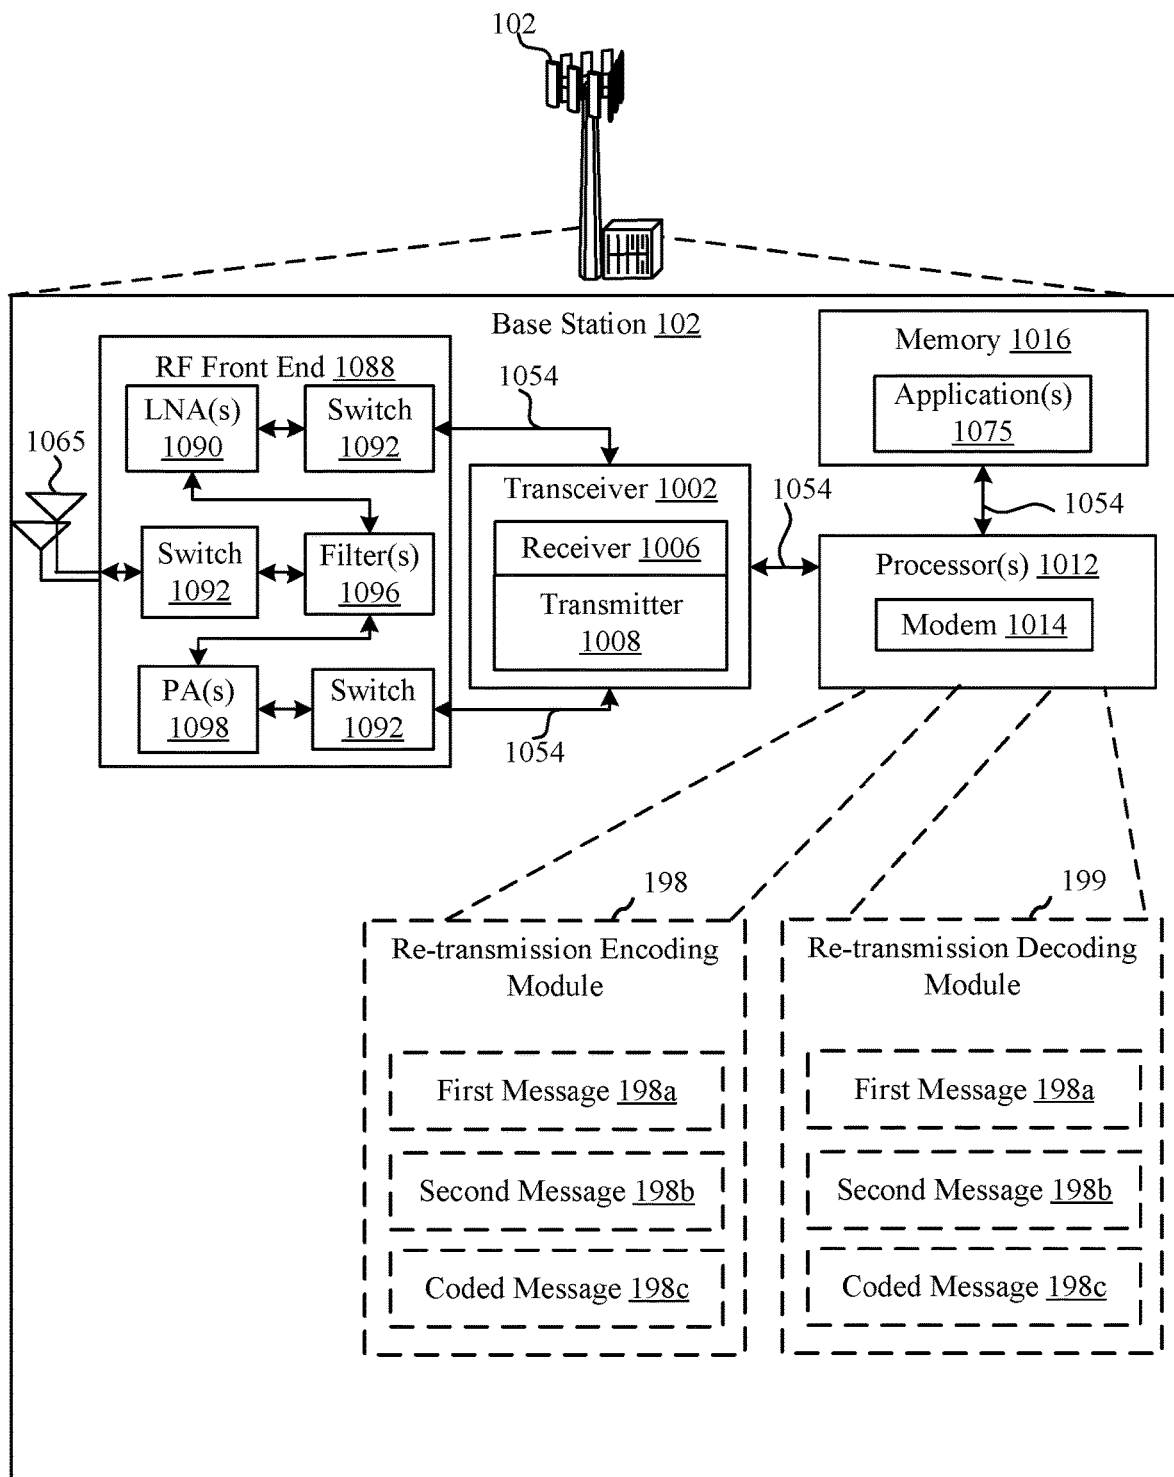 102
Base Station 102
RF Front End 1088
LNA(s)
1090
Switch
1092
1054
Memory 1016
Application(s)
1075
1065
Transceiver 1002
Receiver 1006
Transmitter
1008
1054
1054
Switch
1092
Filter(s)
1096
Processor(s) 1012
Modem 1014
PA(s)
1098
Switch
1092
1054
198
Re-transmission Encoding
Module
First Message 198a
Second Message 198b
Coded Message 198c
199
Re-transmission Decoding
Module
First Message 198a
Second Message 198b
Coded Message 198c